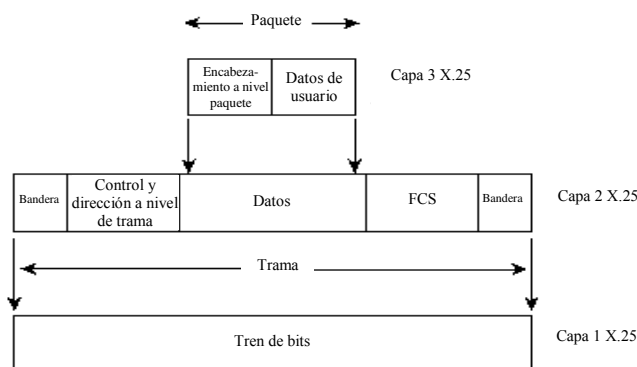 Paquete
Encabeza-
miento a nivel
paquete
Datos de
usuario
Capa 3 X.25
Bandera
Control y
dirección a nivel
de trama
Datos
FCS
Bandera
Capa 2 X.25
Trama
Tren de bits
Capa 1 X.25